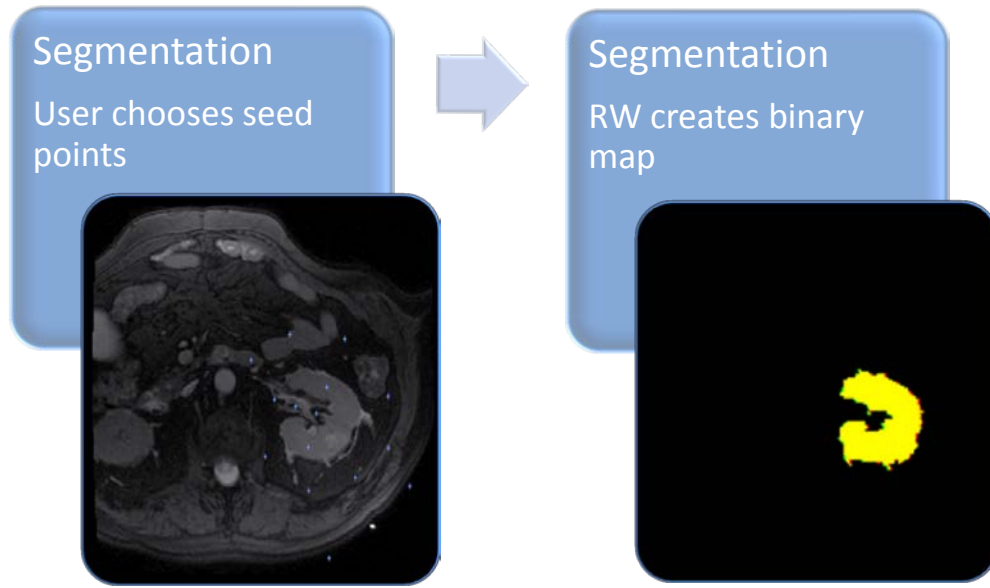 Segmentation
User chooses seed
points
Segmentation
RW creates binary
map